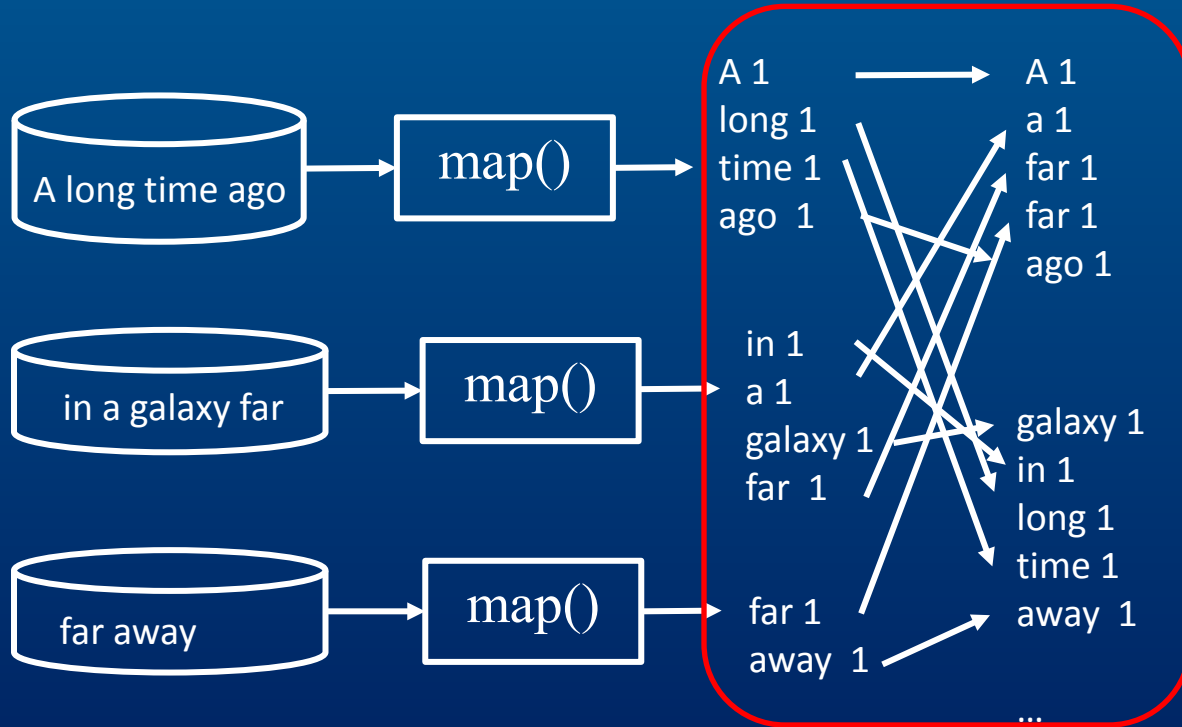 A long time ago
map()
A 1
long 1
time 1
ago 1
in a galaxy far
map()
in 1
a 1
galaxy 1
far 1
far away
map()
far 1
away 1
A 1
a 1
far 1
far 1
ago 1
galaxy 1
in 1
long 1
time 1
away 1
...